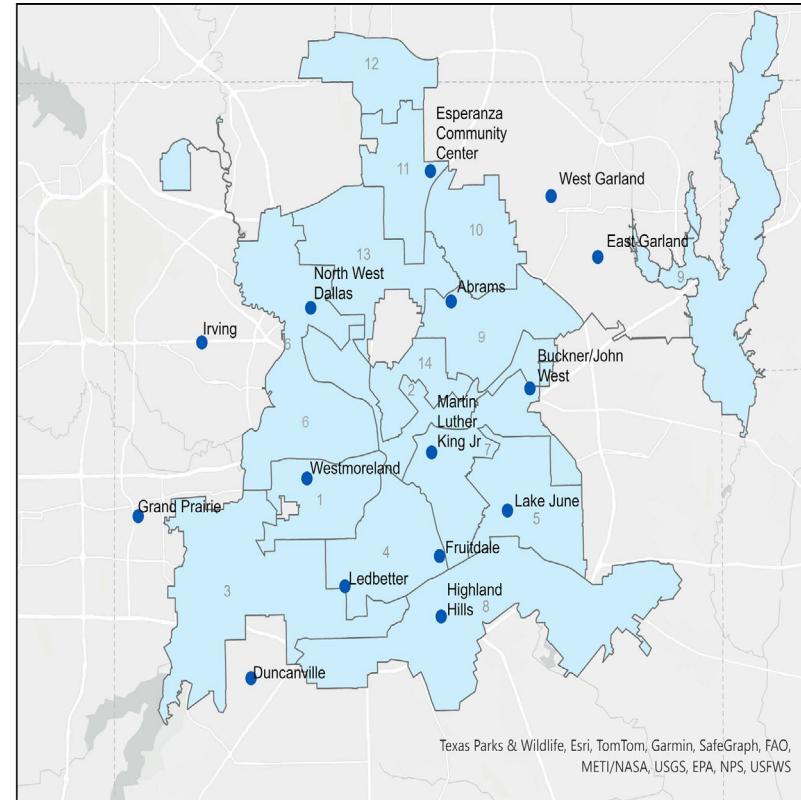 12
Esperanza
Community
Center
11
West Garland
10
East Garland
13
9
North West
Dallas
Abrams
Irving
6
9
Buckner/John
West
14
2
Martin
Luther
King Jr
6
7
Westmoreland
1
Grand Prairie
Lake June
5
Fruitdale
4
Ledbetter
3
Highland
Hills
8
Duncanville
Texas Parks & Wildlife, Esri, TomTom, Garmin, SafeGraph, FAO,
METI/NASA, USGS, EPA, NPS, USFWS